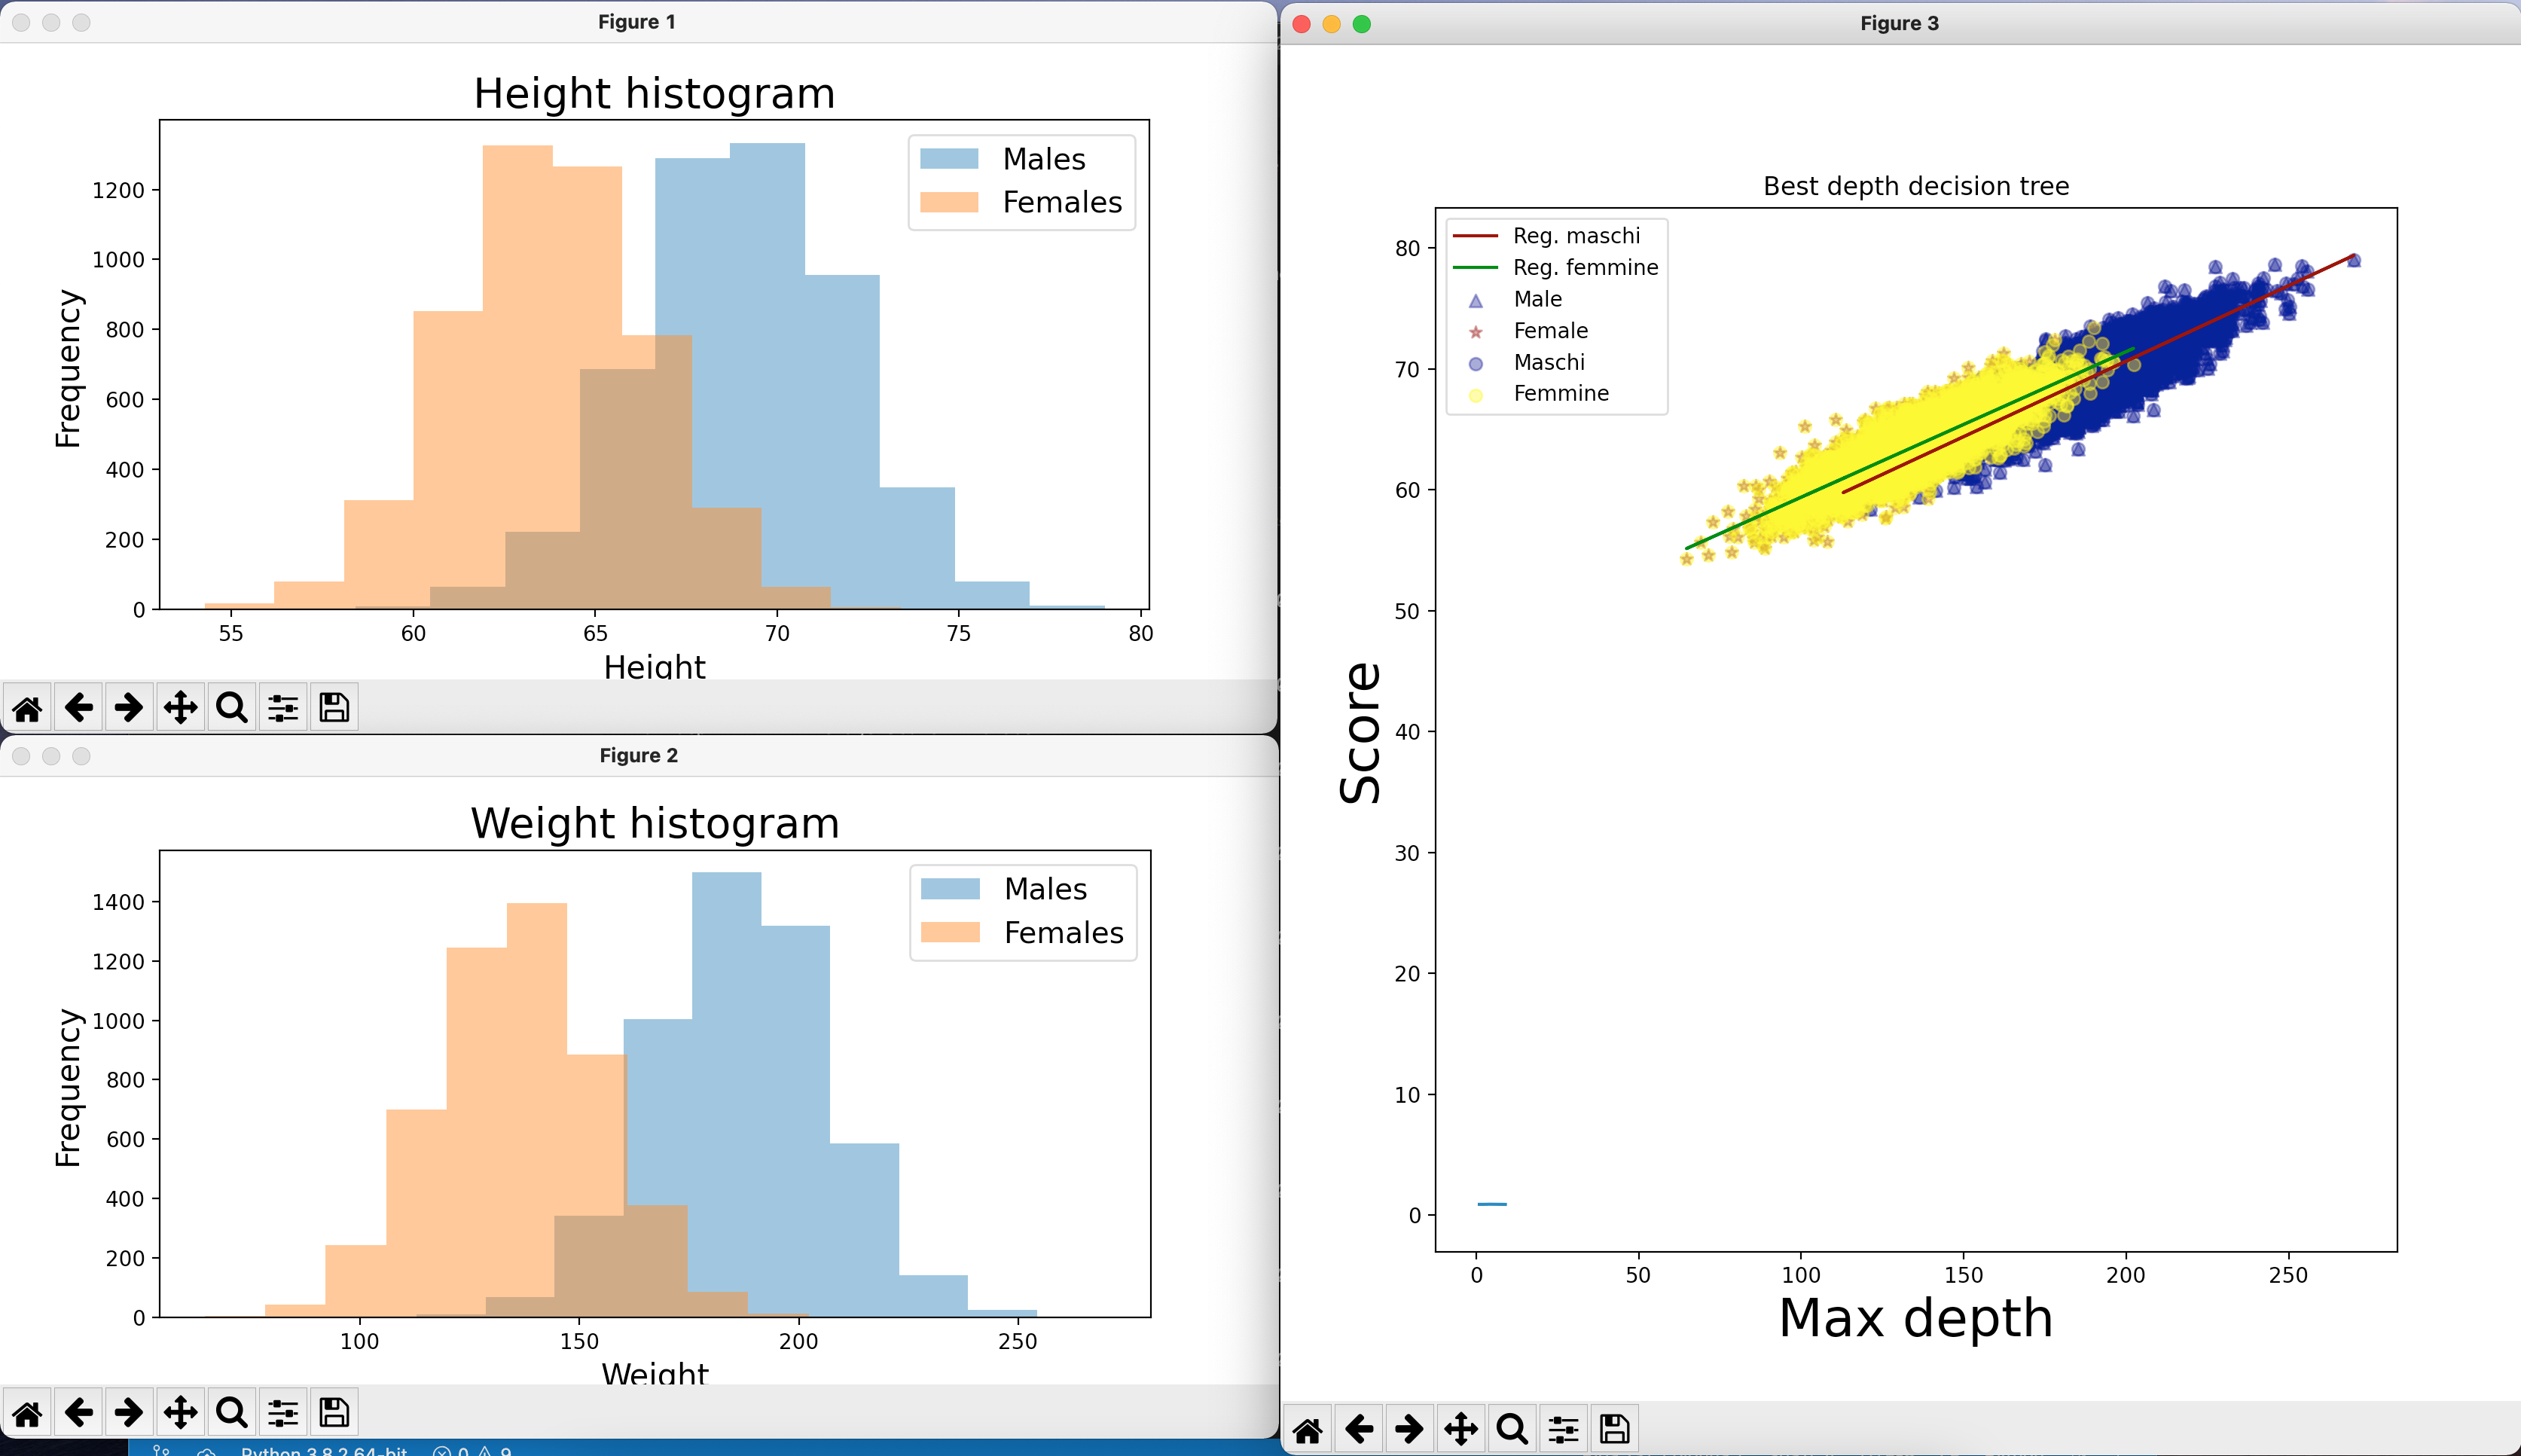 Figure 1
Height histogram
Males
Females
1200
1000
800
600
400
200
0
Frequency
55 60 65 70 75 80
Height
Figure 2
Weight histogram
Males
Females
1400
1200
1000
800
600
400
200
0
Frequency
100 150 200 250
Weight
Python 3.8.2 64-bit 0 9
Figure 3
Best depth decision tree
Reg. maschi
Reg. femmine
Male
Female
Maschi
Femmine
80
70
60
50
40
30
20
10
0
Score
0 50 100 150 200 250
Max depth